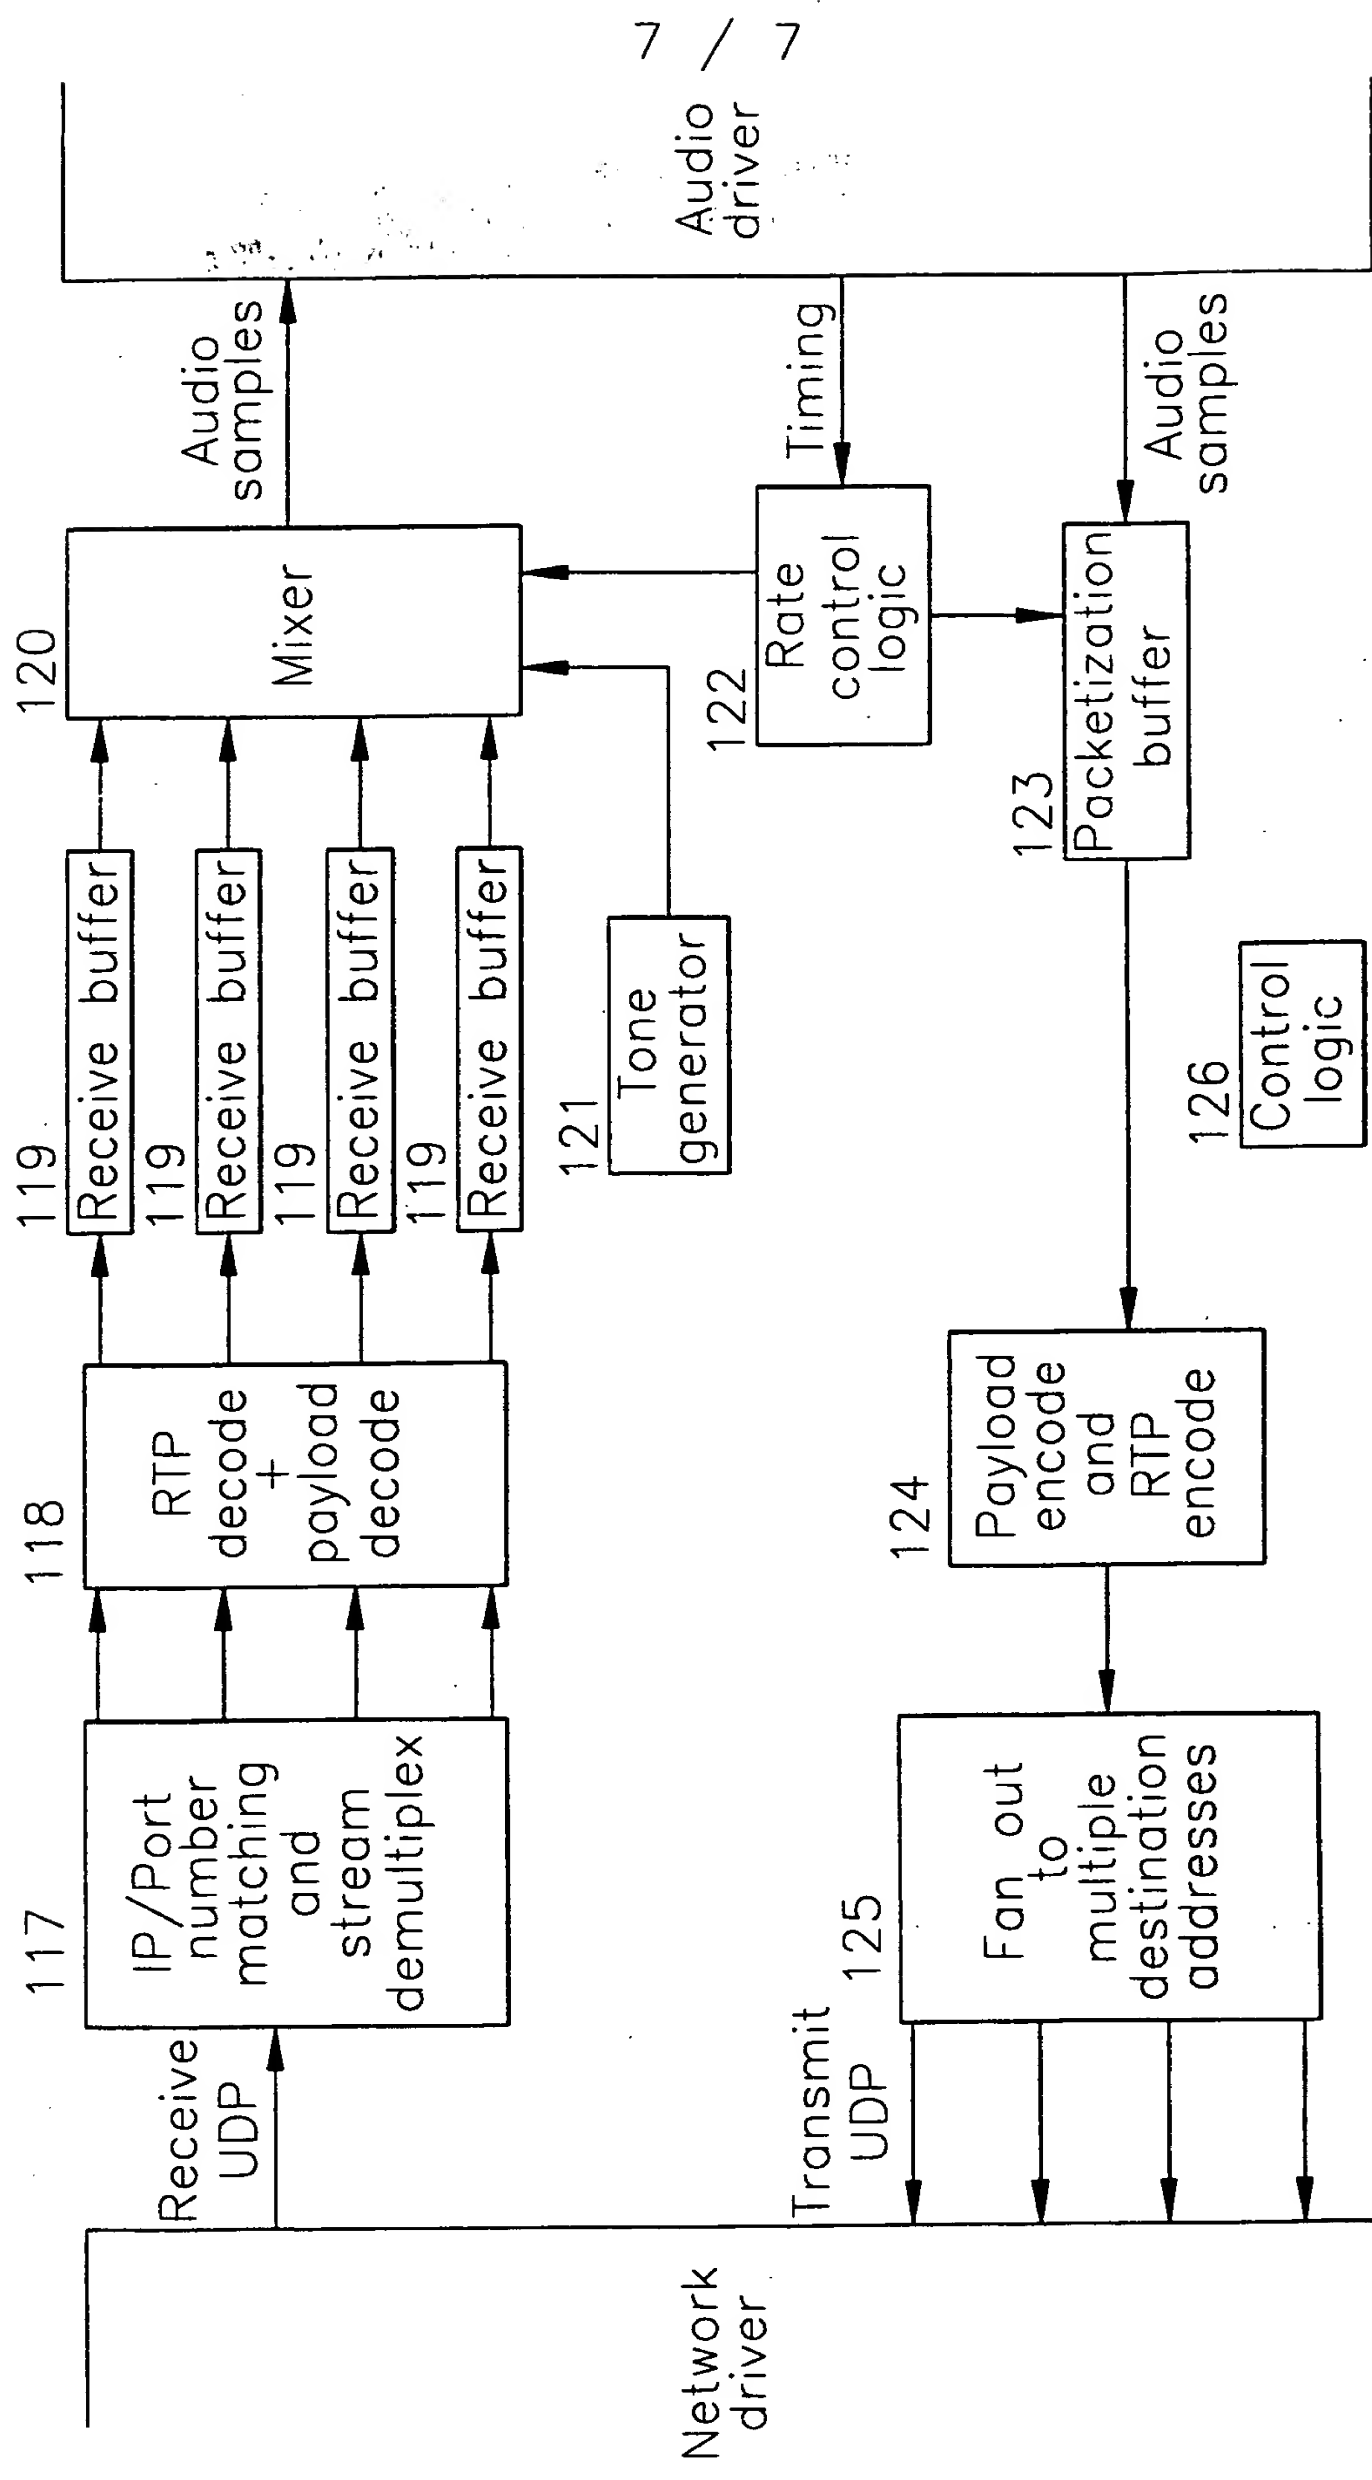 7 / 7
Network
driver
Receive
UDP
117
IP/Port
number
matching
and
stream
demultiplex
118
RTP
decode
+
payload
decode
119
Receive buffer
119
Receive buffer
119
Receive buffer
119
Receive buffer
120
Mixer
Audio
samples
Audio
driver
121
Tone
generator
122
Rate
control
logic
Timing
123
Packetization
buffer
Audio
samples
124
Payload
encode
and
RTP
encode
125
Fan out
to
multiple
destination
addresses
Transmit
UDP
126
Control
logic